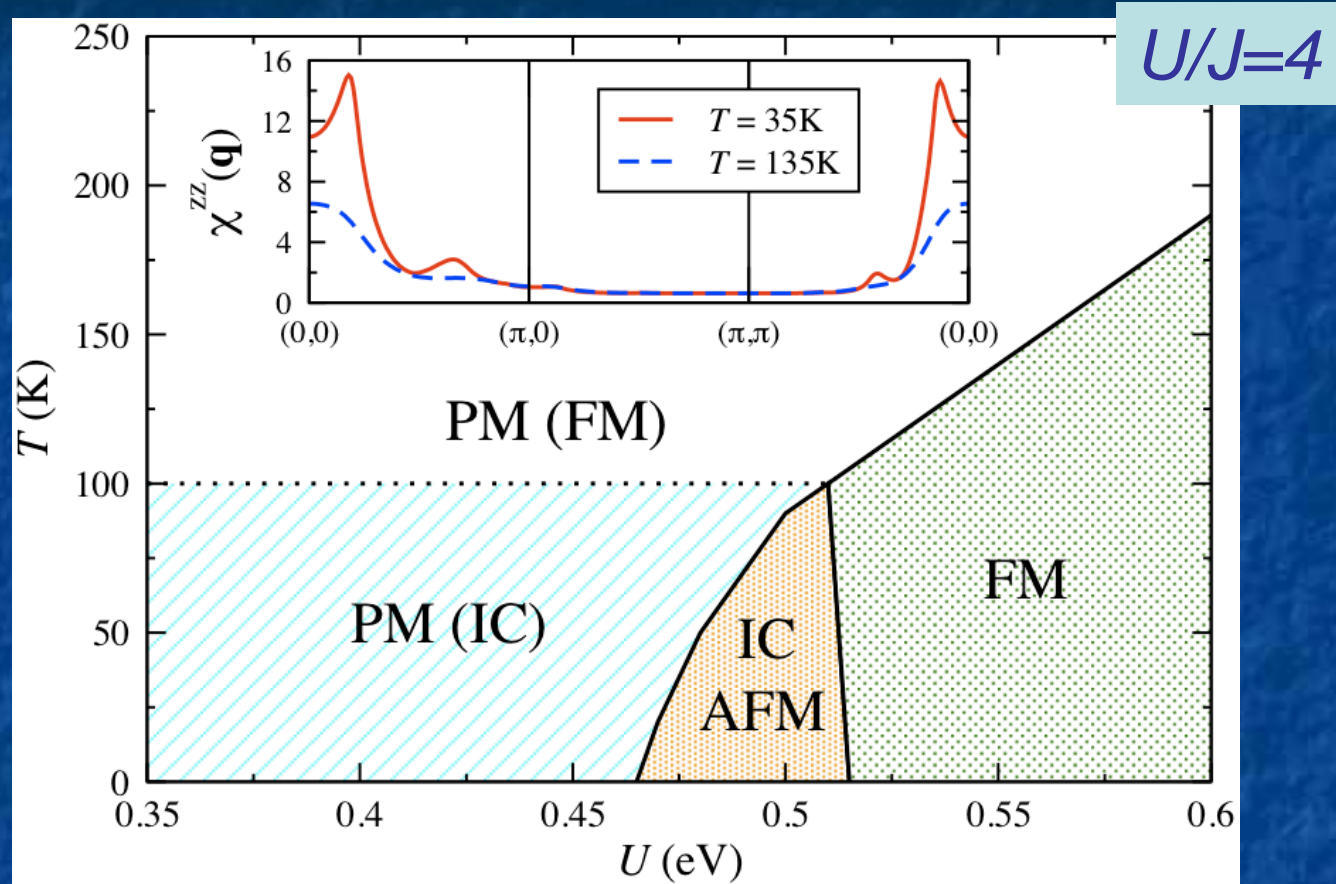 U/J=4
250
200
150
100
50
0
T (K)
16
12
8
4
0
χ^zz(q)
T = 35K
T = 135K
(0,0) (π,0) (π,π) (0,0)
PM (FM)
PM (IC)
IC
AFM
FM
0.35 0.4 0.45 0.5 0.55 0.6
U (eV)